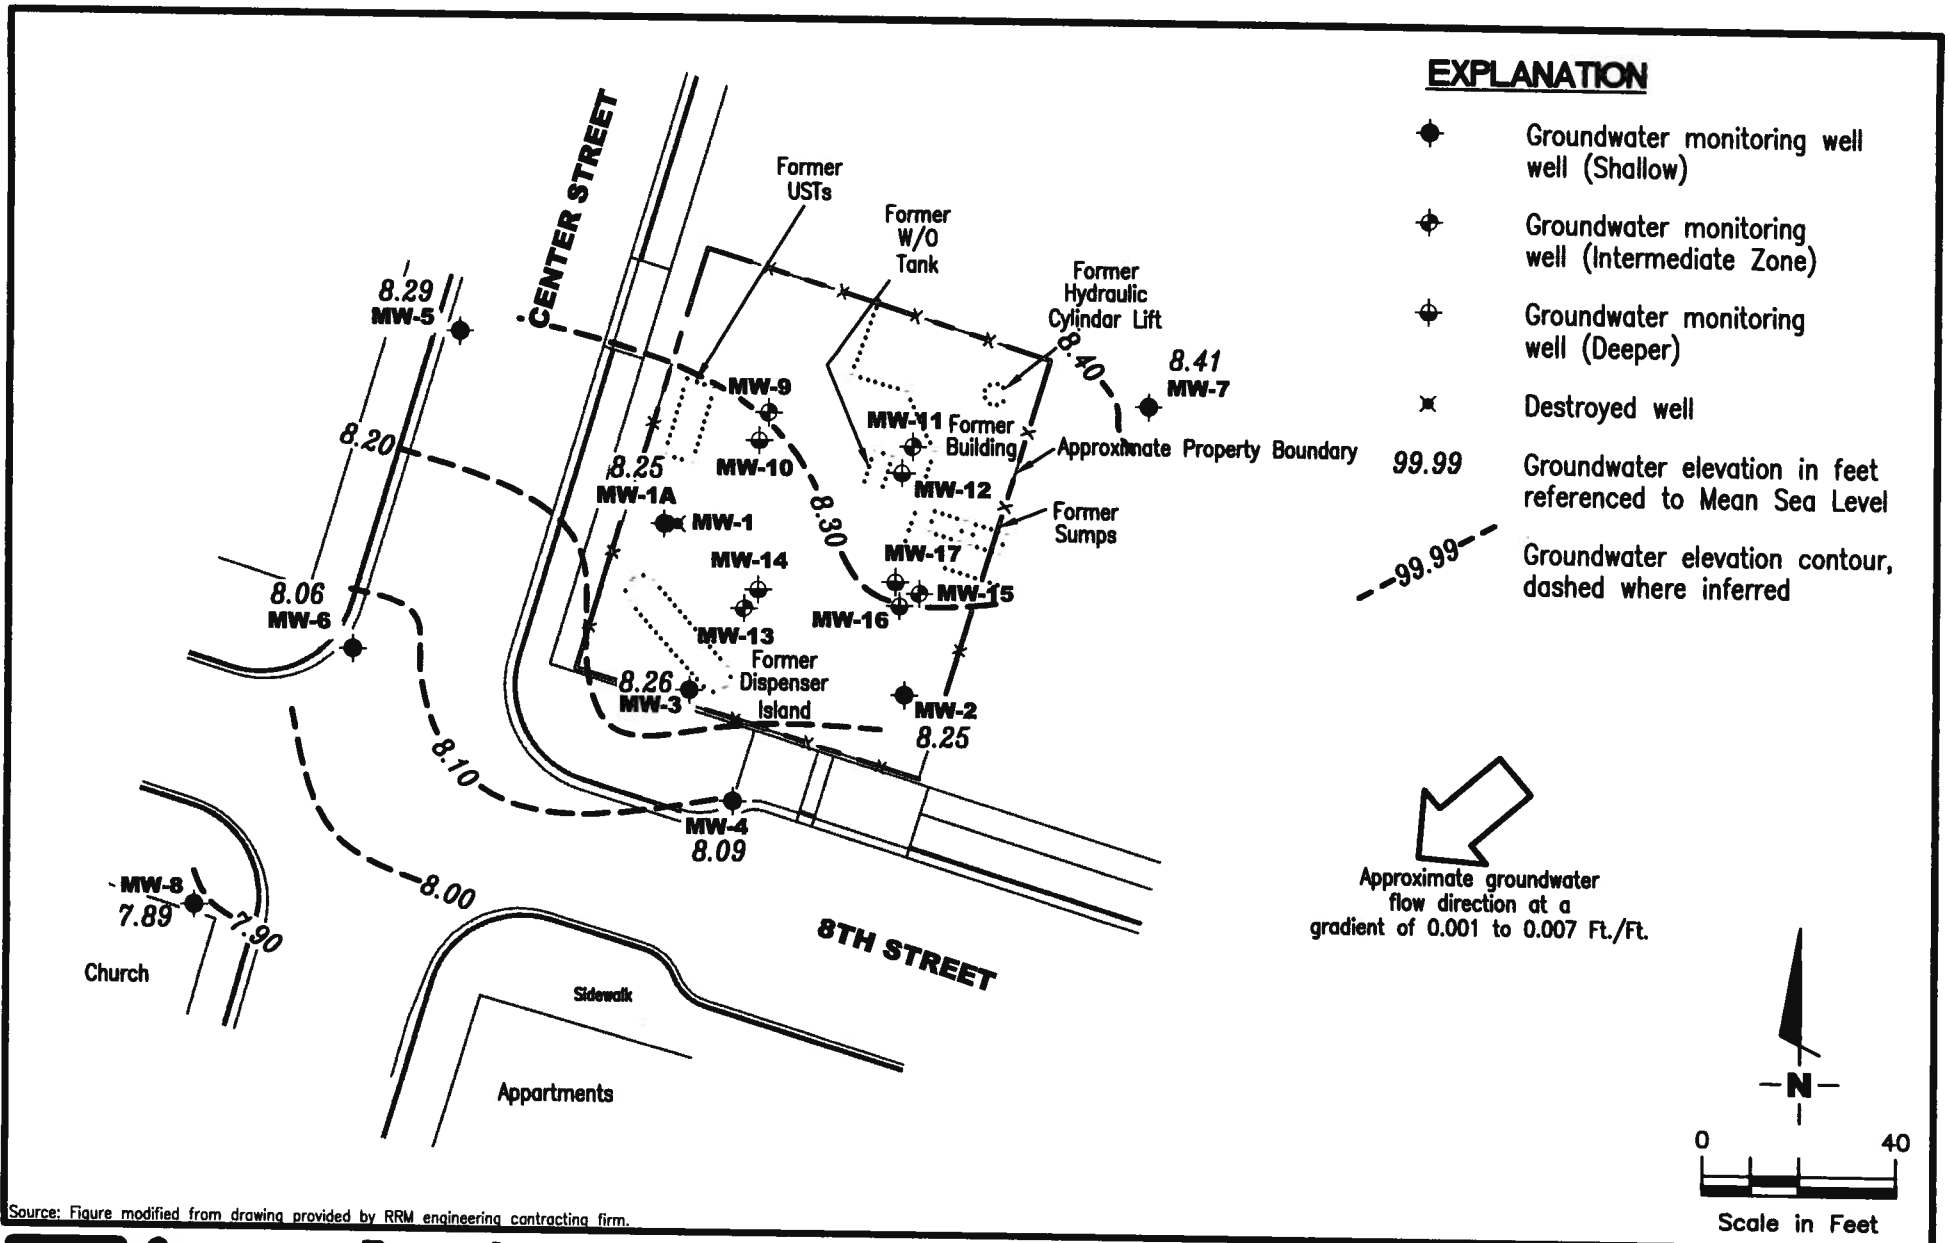 EXPLANATION
Groundwater monitoring well
well (Shallow)
Groundwater monitoring
well (Intermediate Zone)
Groundwater monitoring
well (Deeper)
Destroyed well
99.99
Groundwater elevation in feet
referenced to Mean Sea Level
99.99
Groundwater elevation contour,
dashed where inferred
CENTER STREET
Former
USTs
Former
W/O
Tank
Former
Hydraulic
Cylindar Lift
8.40
8.41
MW-7
8.29
MW-5
8.20
MW-9
MW-10
MW-11
Former
Building
Approximate Property Boundary
MW-12
8.25
MW-1A
MW-1
8.30
Former
Sumps
MW-14
MW-17
MW-15
MW-16
MW-13
8.06
MW-6
Former
Dispenser
Island
8.26
MW-3
MW-2
8.25
8.10
MW-4
8.09
8.00
MW-8
7.89
7.90
Church
8TH STREET
Sidewalk
Appartments
Approximate groundwater
flow direction at a
gradient of 0.001 to 0.007 Ft./Ft.
N
0 40
Scale in Feet
Source: Figure modified from drawing provided by RRM engineering contracting firm.